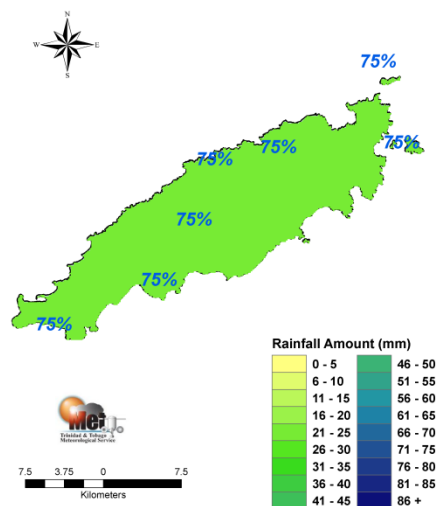 N
W E
S
75%
75%
75%
75%
75%
75%
75%
Rainfall Amount (mm)
0 - 5
6 - 10
11 - 15
16 - 20
21 - 25
26 - 30
31 - 35
36 - 40
41 - 45
46 - 50
51 - 55
56 - 60
61 - 65
66 - 70
71 - 75
76 - 80
81 - 85
86 +
Met
Trinidad & Tobago
Meteorological Service
7.5 3.75 0 7.5
Kilometers